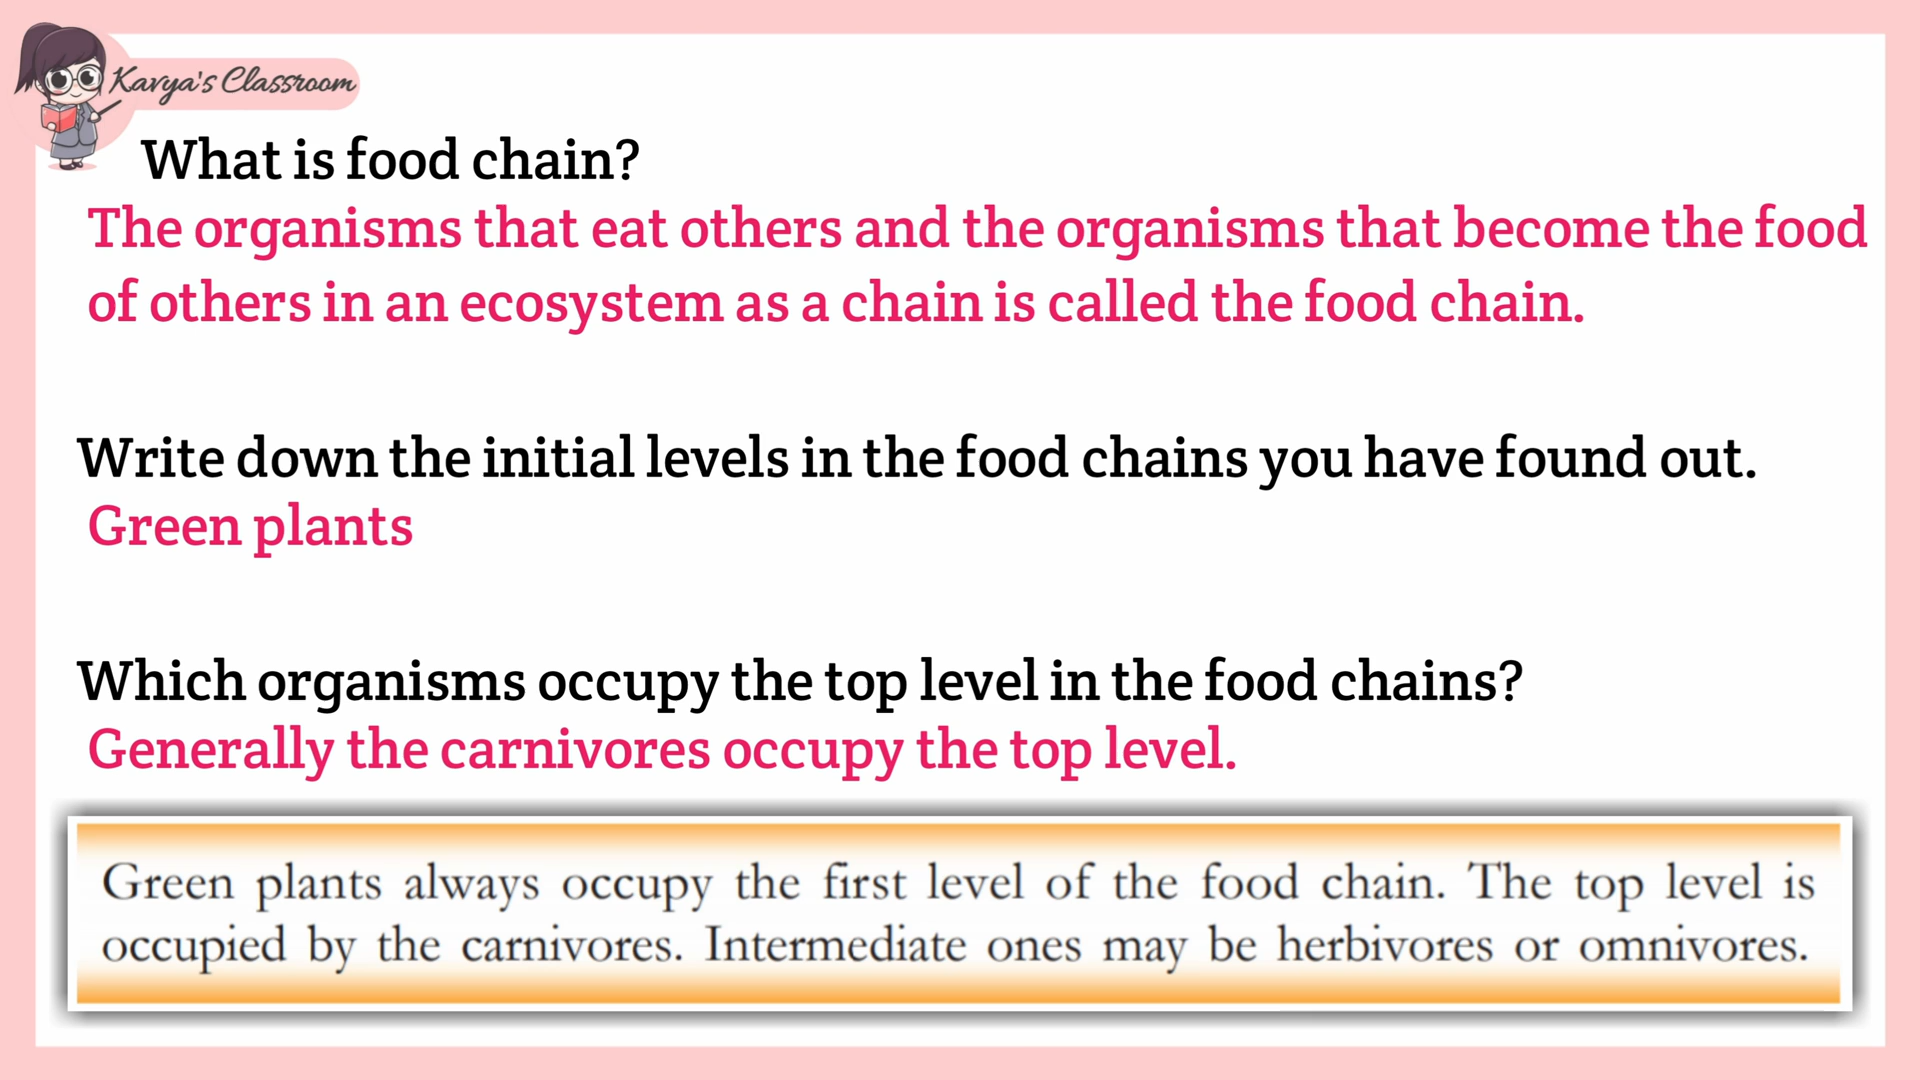 Karya's Classroom
What is food chain?
The organisms that eat others and the organisms that become the food
of others in an ecosystem as a chain is called the food chain.
Write down the initial levels in the food chains you have found out.
Green plants
Which organisms occupy the top level in the food chains?
Generally the carnivores occupy the top level.
Green plants always occupy the first level of the food chain. The top level is
occupied by the carnivores. Intermediate ones may be herbivores or omnivores.